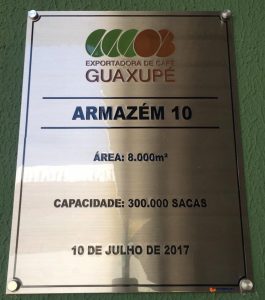 EXPORTADORA DE CAFÉ
GUAXUPÉ
ARMAZÉM 10
ÁREA: 8.000m²
CAPACIDADE: 300.000 SACAS
10 DE JULHO DE 2017